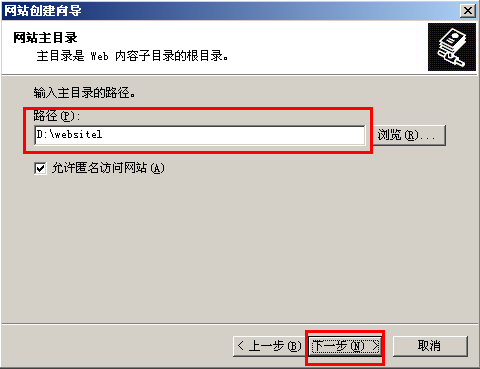 网站创建向导
网站主目录
主目录是 Web 内容子目录的根目录。
输入主目录的路径。
路径(P):
D:\website1
浏览(R)...
允许匿名访问网站(A)
< 上一步(B) 下一步(N) > 取消